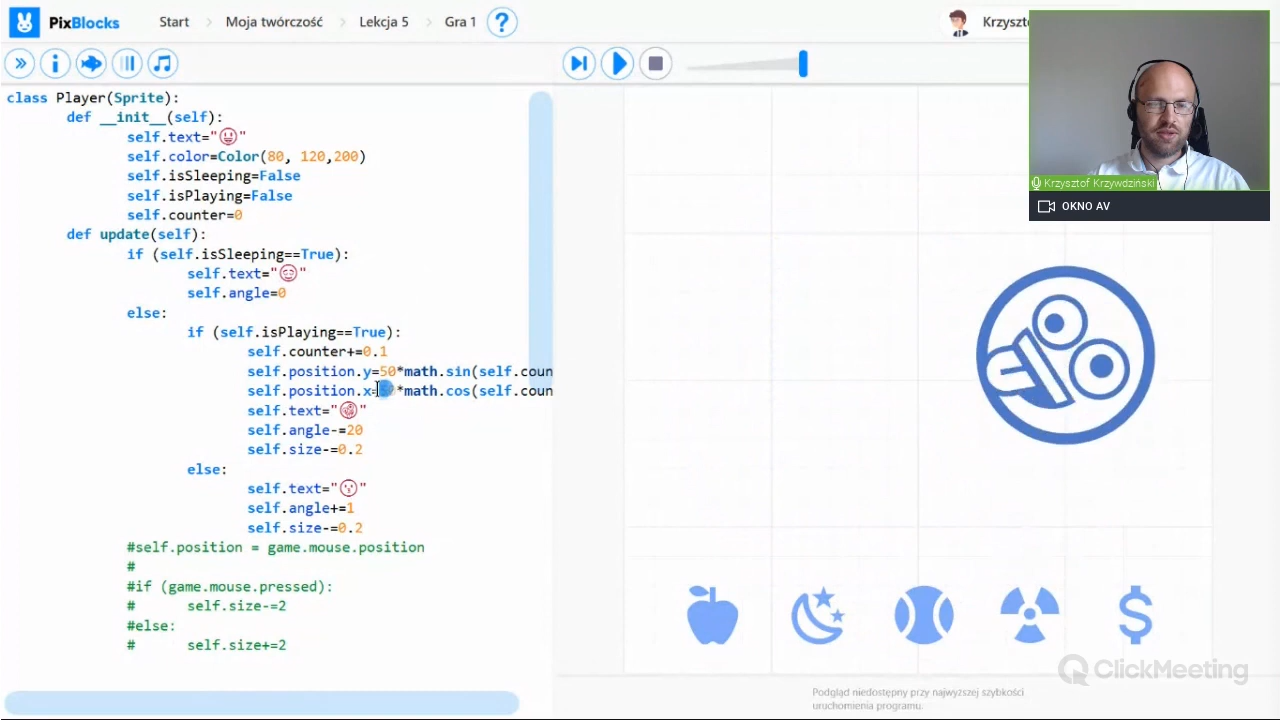 PixBlocks
Start
Moja twórczość
Lekcja 5
Gra 1
?
class Player(Sprite):
def __init__(self):
self.text="😃"
self.color=Color(80, 120,200)
self.isSleeping=False
self.isPlaying=False
self.counter=0
def update(self):
if (self.isSleeping==True):
self.text="😌"
self.angle=0
else:
if (self.isPlaying==True):
self.counter+=0.1
self.position.y=50*math.sin(self.coun
self.position.x= *math.cos(self.coun
self.text="🤪"
self.angle-=20
self.size-=0.2
else:
self.text="😗"
self.angle+=1
self.size-=0.2
#self.position = game.mouse.position
#
#if (game.mouse.pressed):
# self.size-=2
#else:
# self.size+=2
Krzyszto
Krzysztof Krzywdziński
OKNO AV
$
ClickMeeting
Podgląd niedostępny przy najwyższej szybkości
uruchomienia programu.